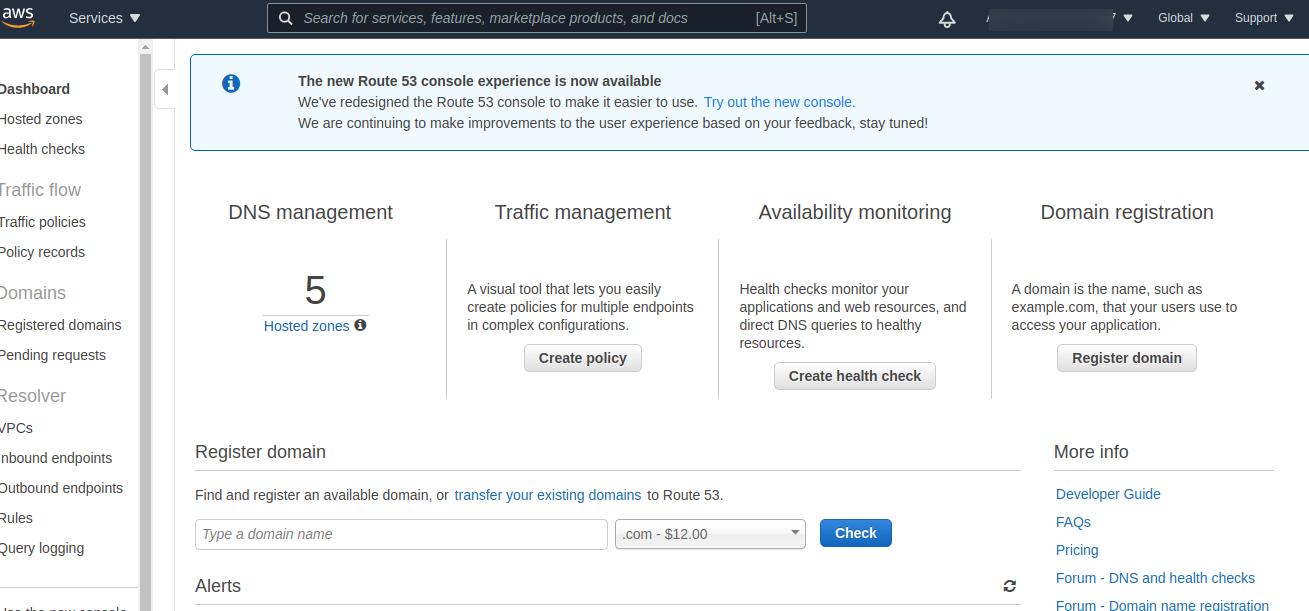 aws Services Search for services, features, marketplace products, and docs [Alt+S] Global Support
Dashboard
Hosted zones
Health checks
Traffic flow
Traffic policies
Policy records
Domains
Registered domains
Pending requests
Resolver
VPCs
Inbound endpoints
Outbound endpoints
Rules
Query logging
Use the new console
The new Route 53 console experience is now available
We've redesigned the Route 53 console to make it easier to use. Try out the new console.
We are continuing to make improvements to the user experience based on your feedback, stay tuned!
DNS management
5
Hosted zones
Traffic management
A visual tool that lets you easily
create policies for multiple endpoints
in complex configurations.
Create policy
Availability monitoring
Health checks monitor your
applications and web resources, and
direct DNS queries to healthy
resources.
Create health check
Domain registration
A domain is the name, such as
example.com, that your users use to
access your application.
Register domain
Register domain
Find and register an available domain, or transfer your existing domains to Route 53.
Type a domain name .com - $12.00 Check
Alerts
More info
Developer Guide
FAQs
Pricing
Forum - DNS and health checks
Forum - Domain name registration